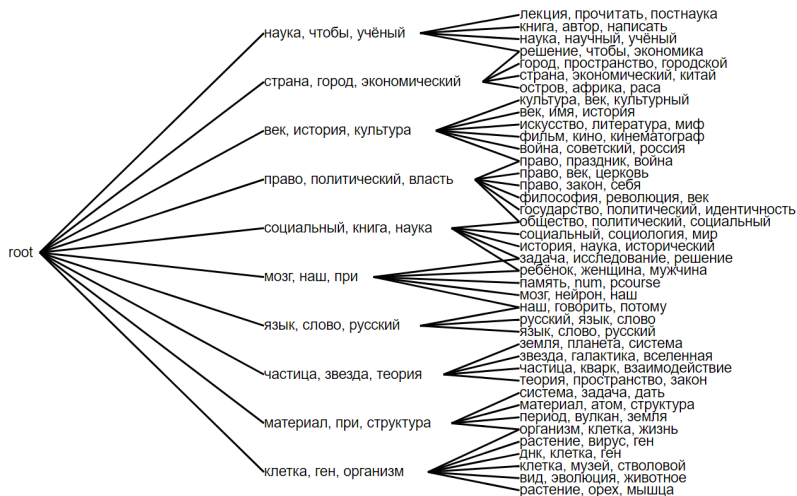 root
наука, чтобы, учёный
страна, город, экономический
век, история, культура
право, политический, власть
социальный, книга, наука
мозг, наш, при
язык, слово, русский
частица, звезда, теория
материал, при, структура
клетка, ген, организм
лекция, прочитать, постнаука
книга, автор, написать
наука, научный, учёный
решение, чтобы, экономика
город, пространство, городской
страна, экономический, китай
остров, африка, раса
культура, век, культурный
век, имя, история
искусство, литература, миф
фильм, кино, кинематограф
война, советский, россия
право, праздник, война
право, век, церковь
право, закон, себя
философия, революция, век
государство, политический, идентичность
общество, политический, социальный
социальный, социология, мир
история, наука, исторический
задача, исследование, решение
ребёнок, женщина, мужчина
память, num, pcourse
мозг, нейрон, наш
наш, говорить, потому
русский, язык, слово
язык, слово, русский
земля, планета, система
звезда, галактика, вселенная
частица, кварк, взаимодействие
теория, пространство, закон
система, задача, дать
материал, атом, структура
период, вулкан, земля
организм, клетка, жизнь
растение, вирус, ген
днк, клетка, ген
клетка, музей, стволовой
вид, эволюция, животное
растение, орех, мышца